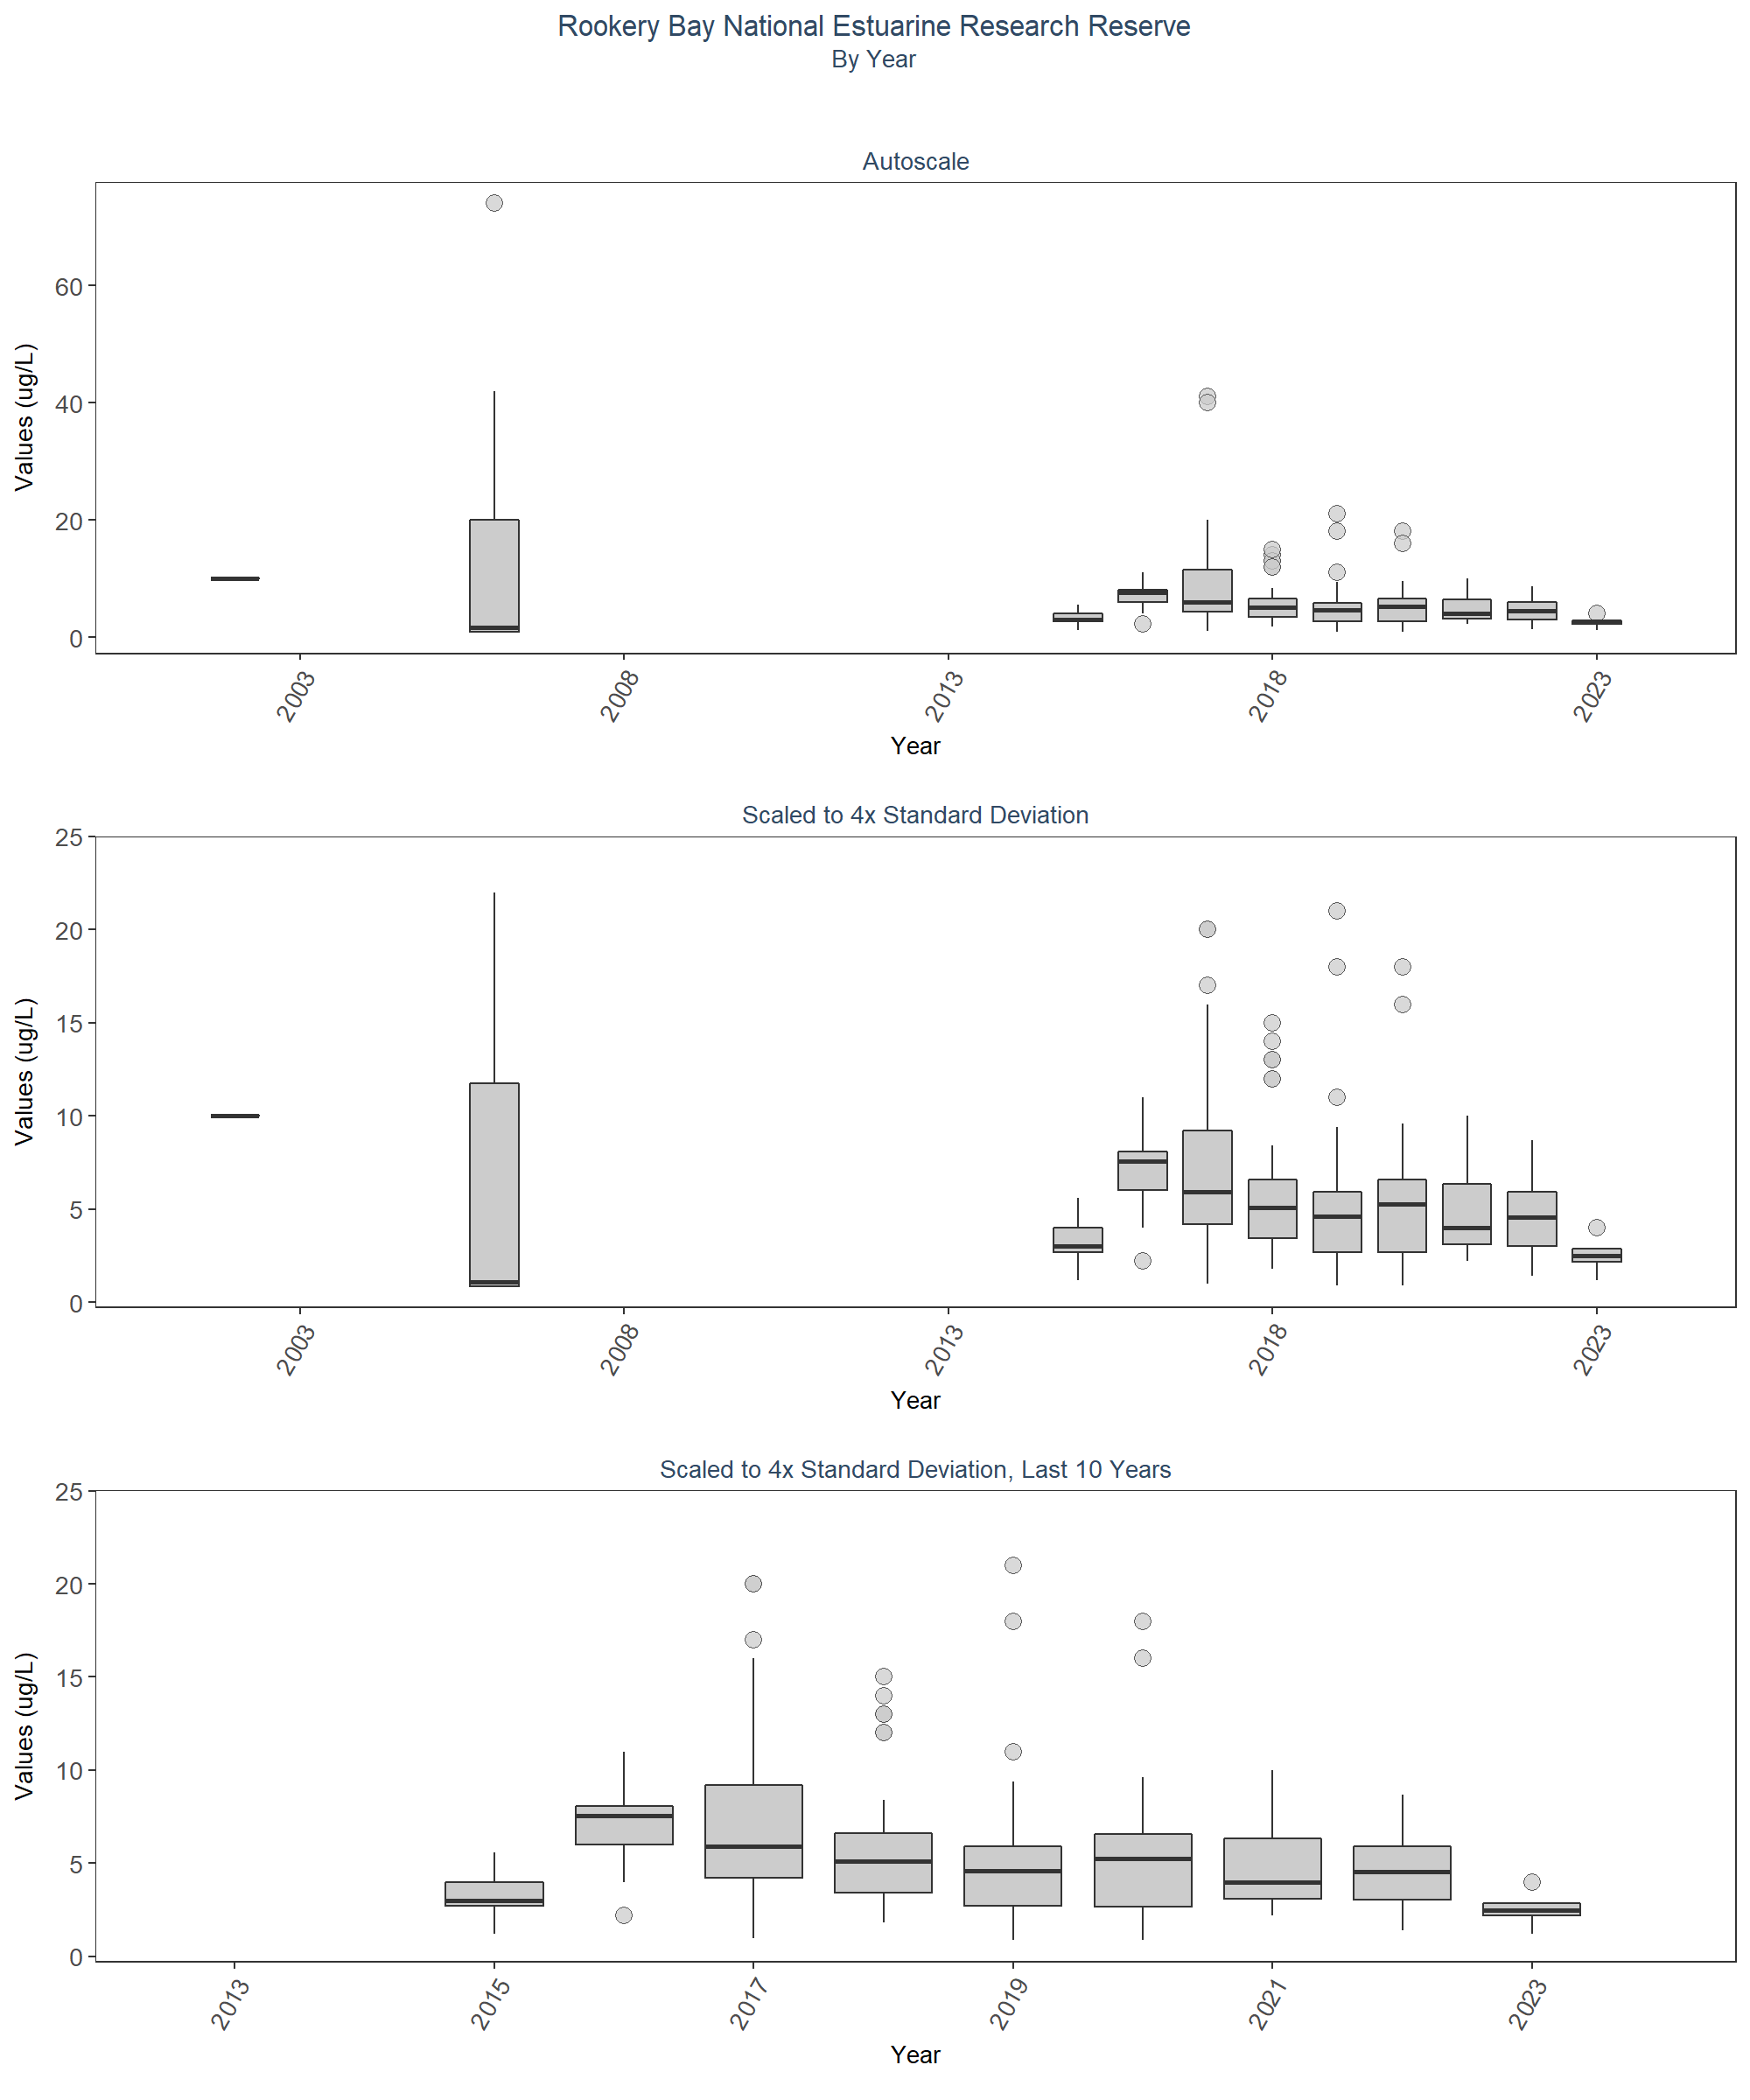 Rookery Bay National Estuarine Research Reserve
By Year
Autoscale
Values (ug/L)
60
40
20
0
2003
2008
2013
2018
2023
Year
Scaled to 4x Standard Deviation
Values (ug/L)
25
20
15
10
5
0
2003
2008
2013
2018
2023
Year
Scaled to 4x Standard Deviation, Last 10 Years
Values (ug/L)
25
20
15
10
5
0
2013
2015
2017
2019
2021
2023
Year